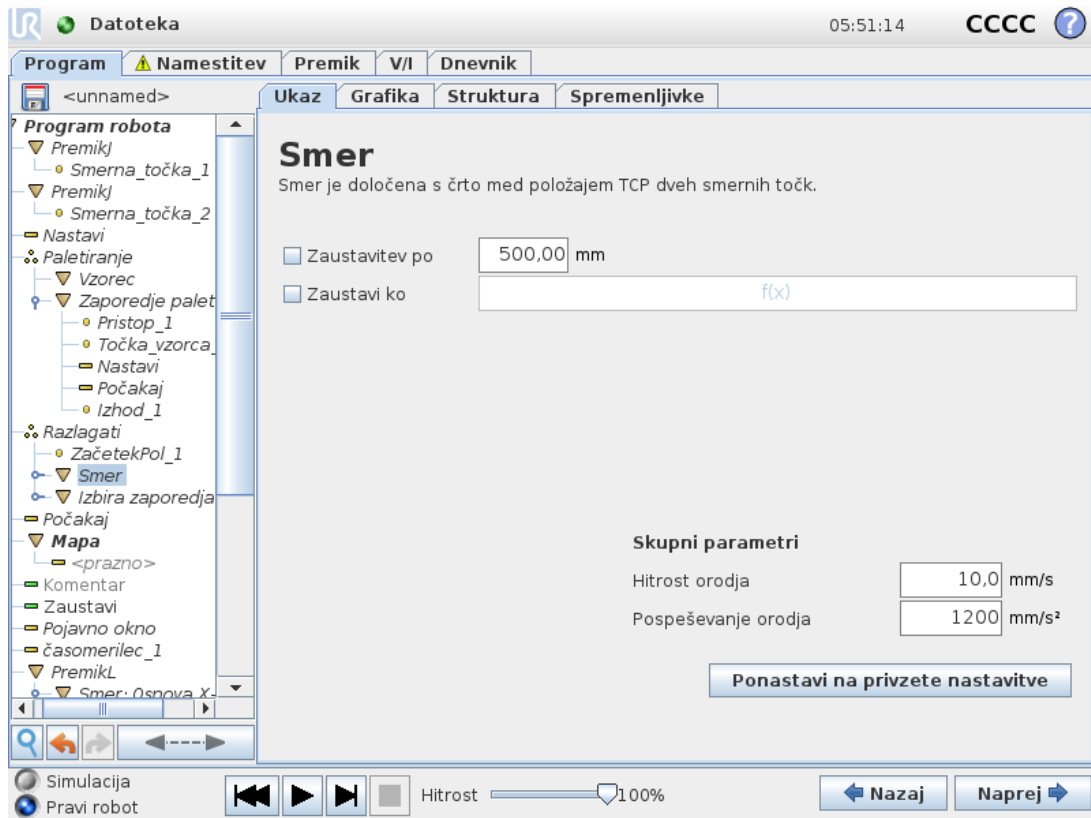 Datoteka
05:51:14
CCCC
?
Program
Namestitev
Premik
V/I
Dnevnik
<unnamed>
Ukaz
Grafika
Struktura
Spremenljivke
Program robota
PremikJ
Smerna_točka_1
PremikJ
Smerna_točka_2
Nastavi
Paletiranje
Vzorec
Zaporedje palet
Pristop_1
Točka_vzorca_
Nastavi
Počakaj
Izhod_1
Razlagati
ZačetekPol_1
Smer
Izbira zaporedja
Počakaj
Mapa
<prazno>
Komentar
Zaustavi
Pojavno okno
časomerilec_1
PremikL
Smer: Osnova X-
Smer
Smer je določena s črto med položajem TCP dveh smernih točk.
Zaustavitev po 500,00 mm
Zaustavi ko f(x)
Skupni parametri
Hitrost orodja 10,0 mm/s
Pospeševanje orodja 1200 mm/s²
Ponastavi na privzete nastavitve
Simulacija
Pravi robot
Hitrost 100%
Nazaj
Naprej